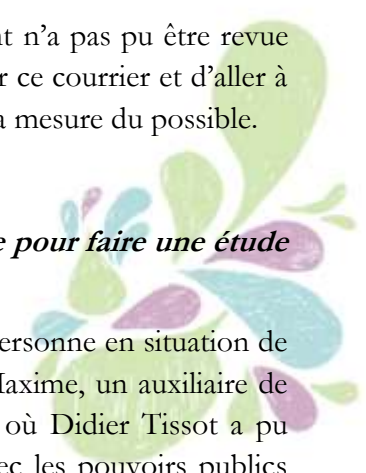 nt n’a pas pu être revue
r ce courrier et d’aller à
a mesure du possible.
e pour faire une étude
ersonne en situation de
Maxime, un auxiliaire de
où Didier Tissot a pu
ec les pouvoirs publics